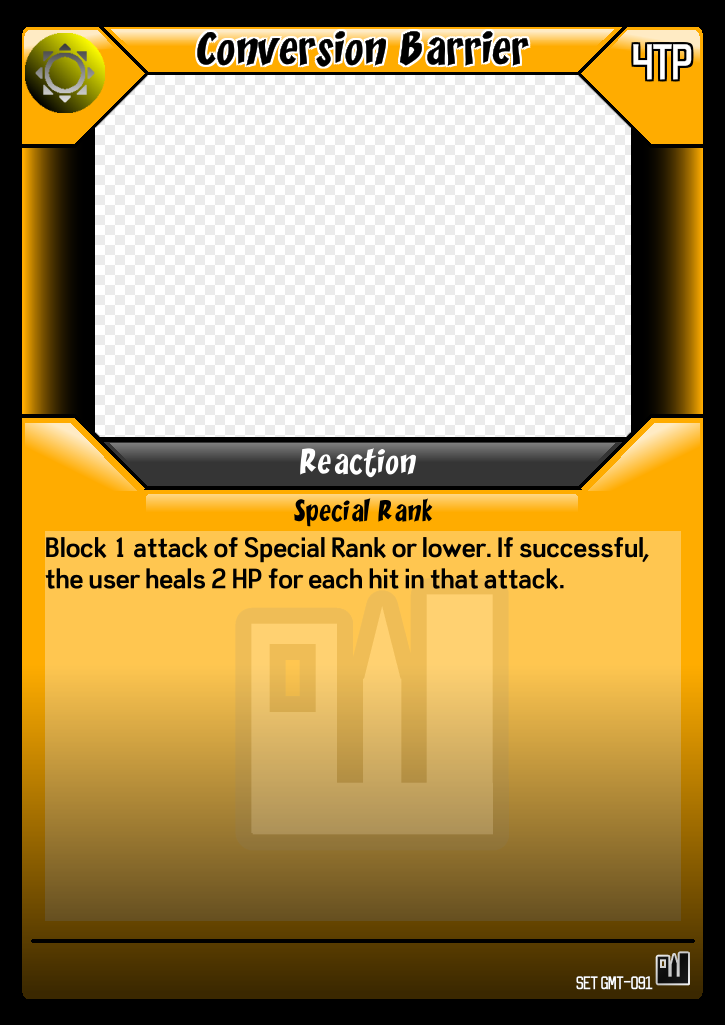 Conversion Barrier
4TP
Reaction
Special Rank
Block 1 attack of Special Rank or lower. If successful,
the user heals 2 HP for each hit in that attack.
SET GMT-091